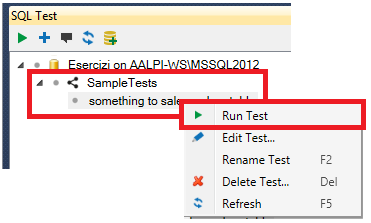 SQL Test
Esercizi on AALPI-WS\MSSQL2012
SampleTests
something to sale
Run Test
Edit Test...
Rename Test F2
Delete Test... Del
Refresh F5